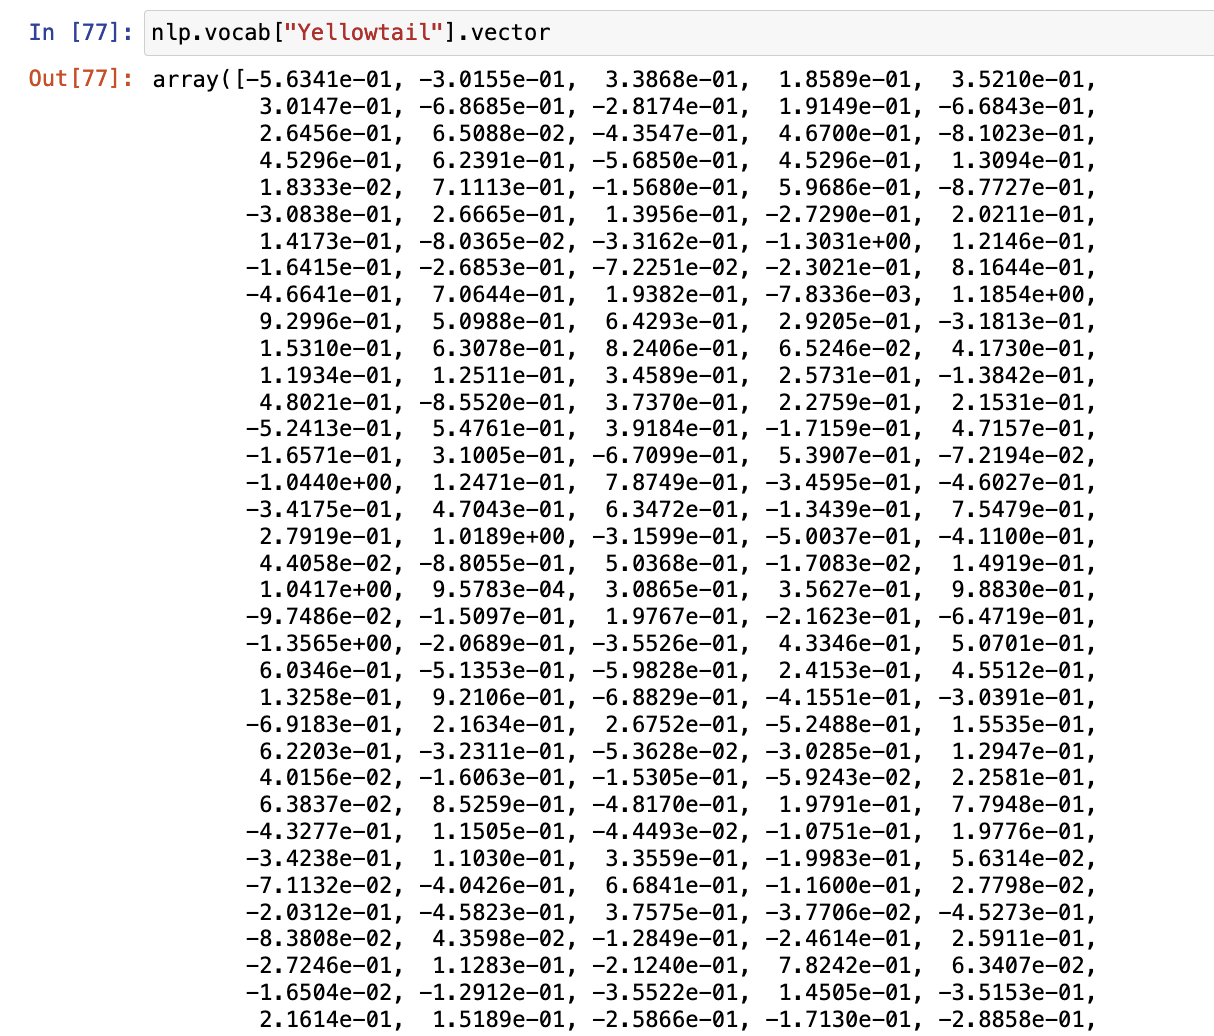 In [77]: nlp.vocab["Yellowtail"].vector
Out[77]: array([-5.6341e-01, -3.0155e-01, 3.3868e-01, 1.8589e-01, 3.5210e-01,
3.0147e-01, -6.8685e-01, -2.8174e-01, 1.9149e-01, -6.6843e-01,
2.6456e-01, 6.5088e-02, -4.3547e-01, 4.6700e-01, -8.1023e-01,
4.5296e-01, 6.2391e-01, -5.6850e-01, 4.5296e-01, 1.3094e-01,
1.8333e-02, 7.1113e-01, -1.5680e-01, 5.9686e-01, -8.7727e-01,
-3.0838e-01, 2.6665e-01, 1.3956e-01, -2.7290e-01, 2.0211e-01,
1.4173e-01, -8.0365e-02, -3.3162e-01, -1.3031e+00, 1.2146e-01,
-1.6415e-01, -2.6853e-01, -7.2251e-02, -2.3021e-01, 8.1644e-01,
-4.6641e-01, 7.0644e-01, 1.9382e-01, -7.8336e-03, 1.1854e+00,
9.2996e-01, 5.0988e-01, 6.4293e-01, 2.9205e-01, -3.1813e-01,
1.5310e-01, 6.3078e-01, 8.2406e-01, 6.5246e-02, 4.1730e-01,
1.1934e-01, 1.2511e-01, 3.4589e-01, 2.5731e-01, -1.3842e-01,
4.8021e-01, -8.5520e-01, 3.7370e-01, 2.2759e-01, 2.1531e-01,
-5.2413e-01, 5.4761e-01, 3.9184e-01, -1.7159e-01, 4.7157e-01,
-1.6571e-01, 3.1005e-01, -6.7099e-01, 5.3907e-01, -7.2194e-02,
-1.0440e+00, 1.2471e-01, 7.8749e-01, -3.4595e-01, -4.6027e-01,
-3.4175e-01, 4.7043e-01, 6.3472e-01, -1.3439e-01, 7.5479e-01,
2.7919e-01, 1.0189e+00, -3.1599e-01, -5.0037e-01, -4.1100e-01,
4.4058e-02, -8.8055e-01, 5.0368e-01, -1.7083e-02, 1.4919e-01,
1.0417e+00, 9.5783e-04, 3.0865e-01, 3.5627e-01, 9.8830e-01,
-9.7486e-02, -1.5097e-01, 1.9767e-01, -2.1623e-01, -6.4719e-01,
-1.3565e+00, -2.0689e-01, -3.5526e-01, 4.3346e-01, 5.0701e-01,
6.0346e-01, -5.1353e-01, -5.9828e-01, 2.4153e-01, 4.5512e-01,
1.3258e-01, 9.2106e-01, -6.8829e-01, -4.1551e-01, -3.0391e-01,
-6.9183e-01, 2.1634e-01, 2.6752e-01, -5.2488e-01, 1.5535e-01,
6.2203e-01, -3.2311e-01, -5.3628e-02, -3.0285e-01, 1.2947e-01,
4.0156e-02, -1.6063e-01, -1.5305e-01, -5.9243e-02, 2.2581e-01,
6.3837e-02, 8.5259e-01, -4.8170e-01, 1.9791e-01, 7.7948e-01,
-4.3277e-01, 1.1505e-01, -4.4493e-02, -1.0751e-01, 1.9776e-01,
-3.4238e-01, 1.1030e-01, 3.3559e-01, -1.9983e-01, 5.6314e-02,
-7.1132e-02, -4.0426e-01, 6.6841e-01, -1.1600e-01, 2.7798e-02,
-2.0312e-01, -4.5823e-01, 3.7575e-01, -3.7706e-02, -4.5273e-01,
-8.3808e-02, 4.3598e-02, -1.2849e-01, -2.4614e-01, 2.5911e-01,
-2.7246e-01, 1.1283e-01, -2.1240e-01, 7.8242e-01, 6.3407e-02,
-1.6504e-02, -1.2912e-01, -3.5522e-01, 1.4505e-01, -3.5153e-01,
2.1614e-01, 1.5189e-01, -2.5866e-01, -1.7130e-01, -2.8858e-01,